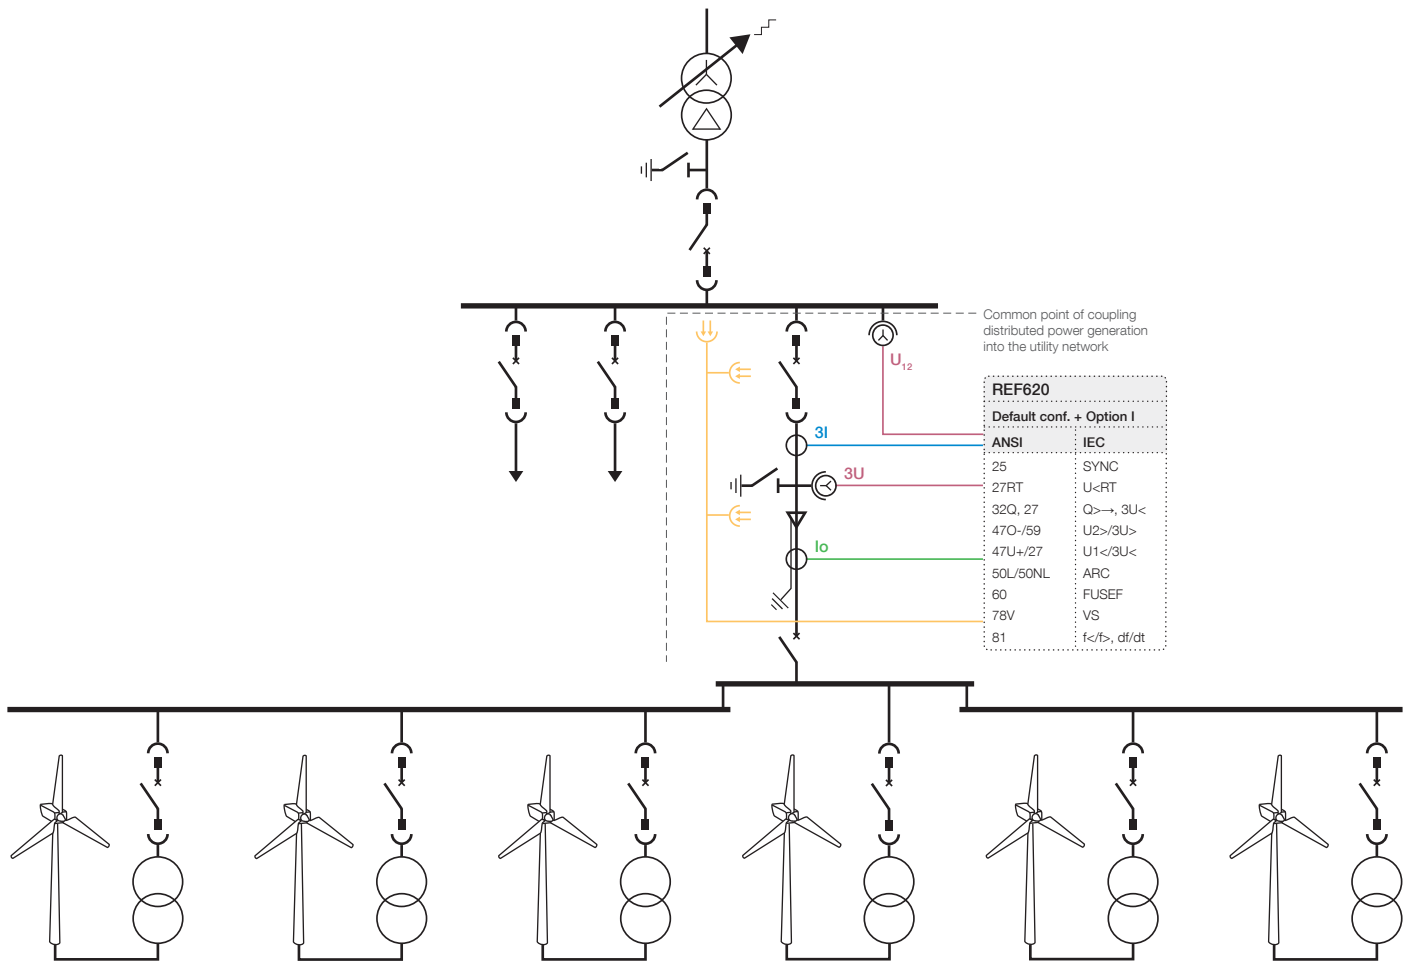 Common point of coupling
distributed power generation
into the utility network
U12
REF620
Default conf. + Option I
ANSI IEC
3I
25 SYNC
3U
27RT U<RT
32Q, 27 Q>→, 3U<
47O-/59 U2>/3U>
Io
47U+/27 U1</3U<
50L/50NL ARC
60 FUSEF
78V VS
81 f</f>, df/dt